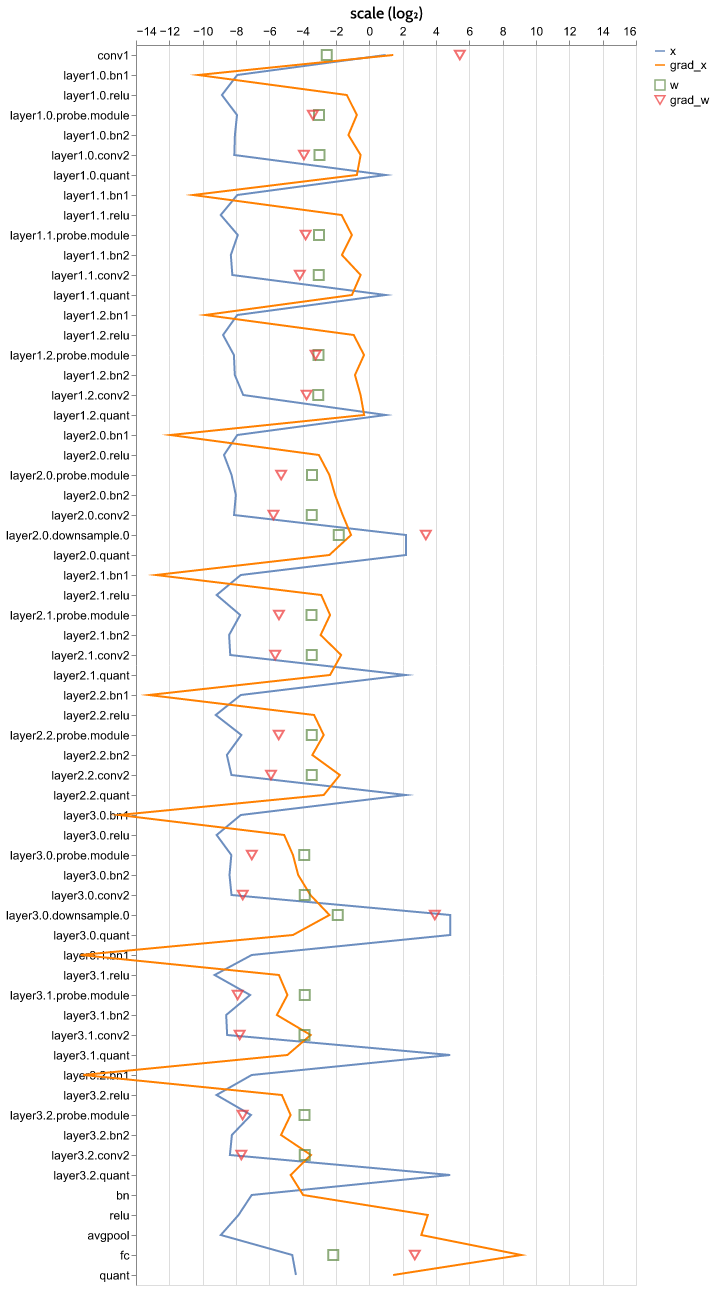 scale (log₂)
−14 −12 −10 −8 −6 −4 −2 0 2 4 6 8 10 12 14 16
x
grad_x
w
grad_w
conv1
layer1.0.bn1
layer1.0.relu
layer1.0.probe.module
layer1.0.bn2
layer1.0.conv2
layer1.0.quant
layer1.1.bn1
layer1.1.relu
layer1.1.probe.module
layer1.1.bn2
layer1.1.conv2
layer1.1.quant
layer1.2.bn1
layer1.2.relu
layer1.2.probe.module
layer1.2.bn2
layer1.2.conv2
layer1.2.quant
layer2.0.bn1
layer2.0.relu
layer2.0.probe.module
layer2.0.bn2
layer2.0.conv2
layer2.0.downsample.0
layer2.0.quant
layer2.1.bn1
layer2.1.relu
layer2.1.probe.module
layer2.1.bn2
layer2.1.conv2
layer2.1.quant
layer2.2.bn1
layer2.2.relu
layer2.2.probe.module
layer2.2.bn2
layer2.2.conv2
layer2.2.quant
layer3.0.bn1
layer3.0.relu
layer3.0.probe.module
layer3.0.bn2
layer3.0.conv2
layer3.0.downsample.0
layer3.0.quant
layer3.1.bn1
layer3.1.relu
layer3.1.probe.module
layer3.1.bn2
layer3.1.conv2
layer3.1.quant
layer3.2.bn1
layer3.2.relu
layer3.2.probe.module
layer3.2.bn2
layer3.2.conv2
layer3.2.quant
bn
relu
avgpool
fc
quant